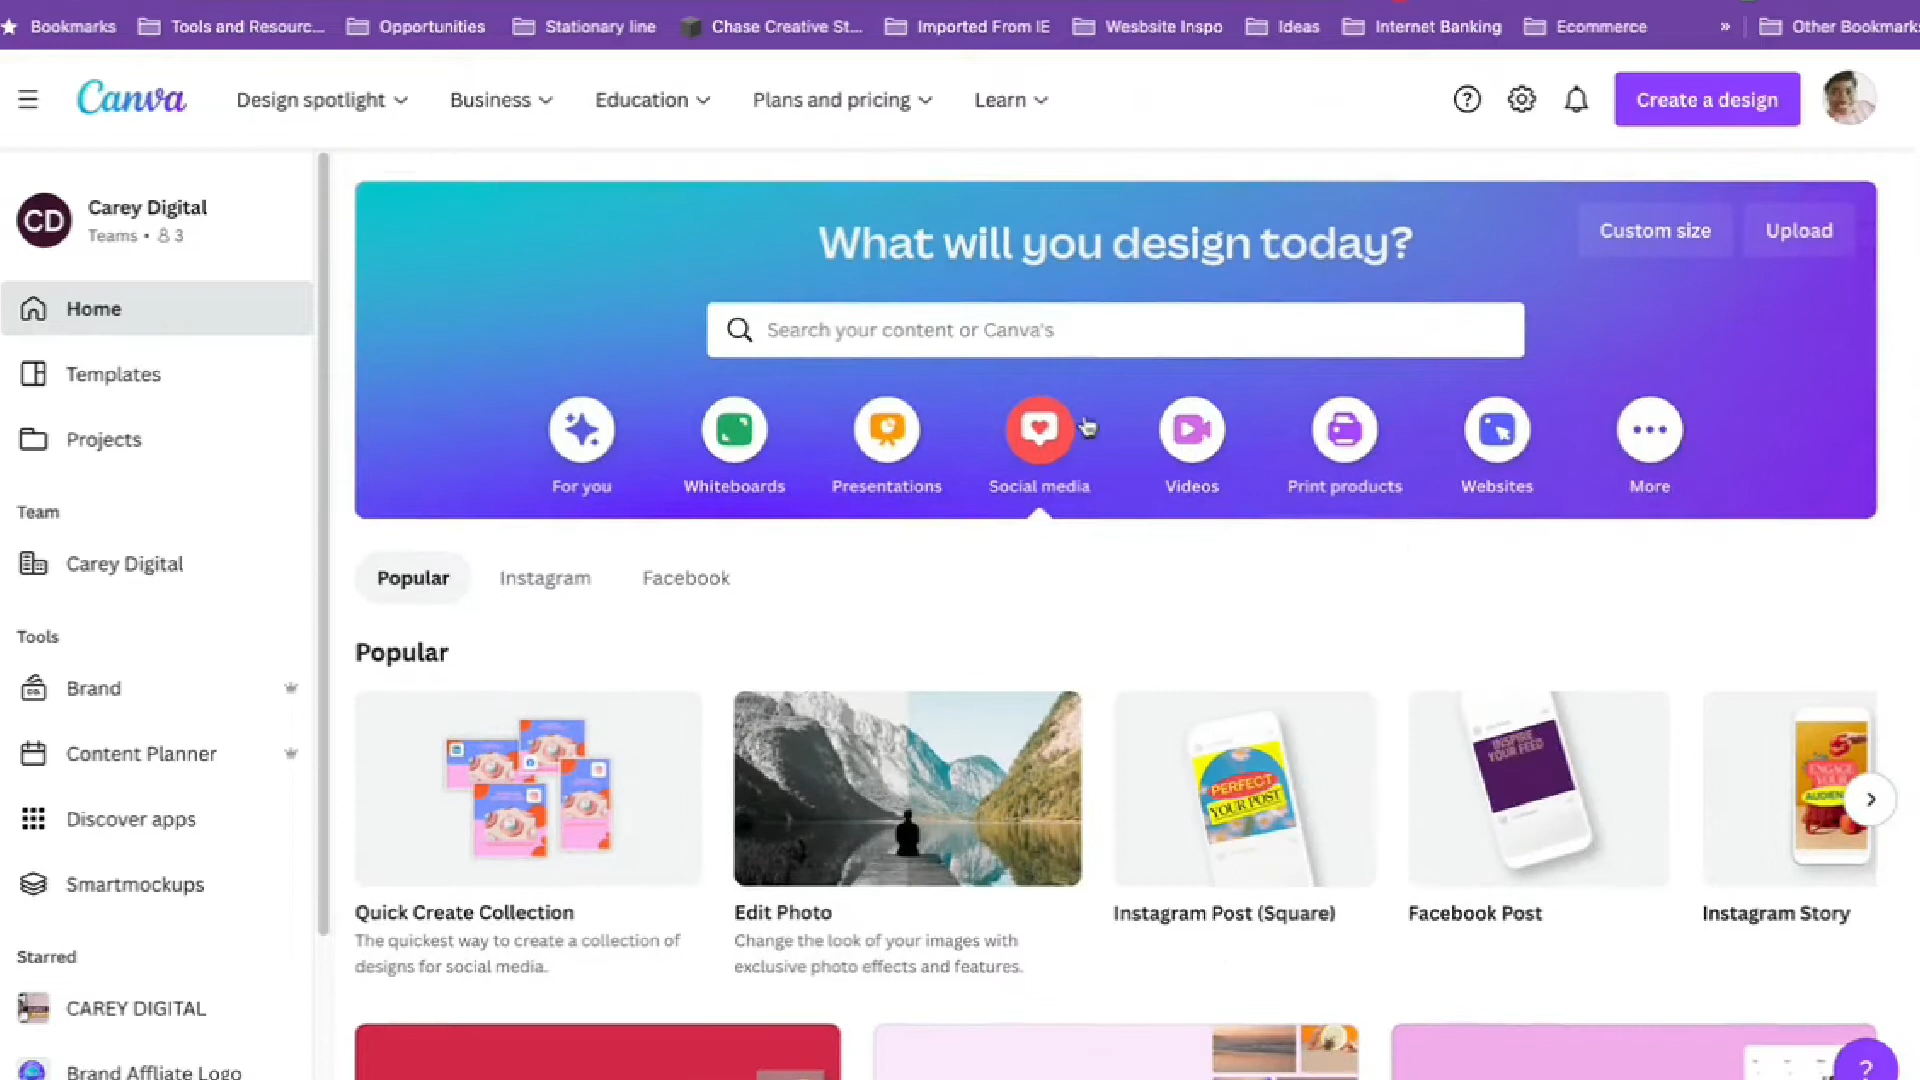 Bookmarks Tools and Resourc... Opportunities Stationary line Chase Creative St... Imported From IE Wesbsite Inspo Ideas Internet Banking Ecommerce » Other Bookmarks
Canva Design spotlight Business Education Plans and pricing Learn ? Create a design
CD Carey Digital
Teams • 3
Home
Templates
Projects
Team
Carey Digital
Tools
Brand
Content Planner
Discover apps
Smartmockups
Starred
CAREY DIGITAL
Brand Affliate Logo
What will you design today?
Custom size Upload
Search your content or Canva's
For you Whiteboards Presentations Social media Videos Print products Websites More
Popular Instagram Facebook
Popular
PERFECT
YOUR POST
INSPIRE
YOUR FEED
ENGAGE
YOUR
Quick Create Collection
The quickest way to create a collection of
designs for social media.
Edit Photo
Change the look of your images with
exclusive photo effects and features.
Instagram Post (Square)
Facebook Post
Instagram Story
?